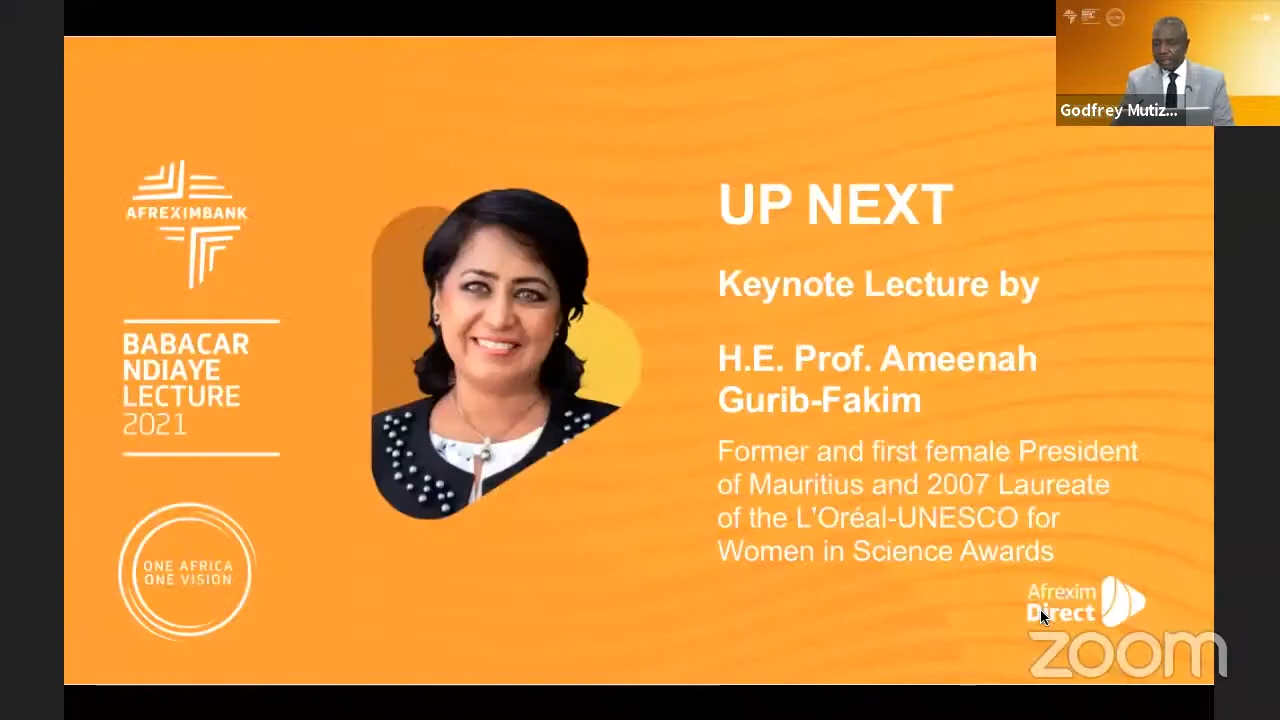 Godfrey Mutiz...
AFREXIMBANK
BABACAR
NDIAYE
LECTURE
2021
ONE AFRICA
ONE VISION
UP NEXT
Keynote Lecture by
H.E. Prof. Ameenah
Gurib-Fakim
Former and first female President
of Mauritius and 2007 Laureate
of the L'Oréal-UNESCO for
Women in Science Awards
Afrexim
Direct
zoom